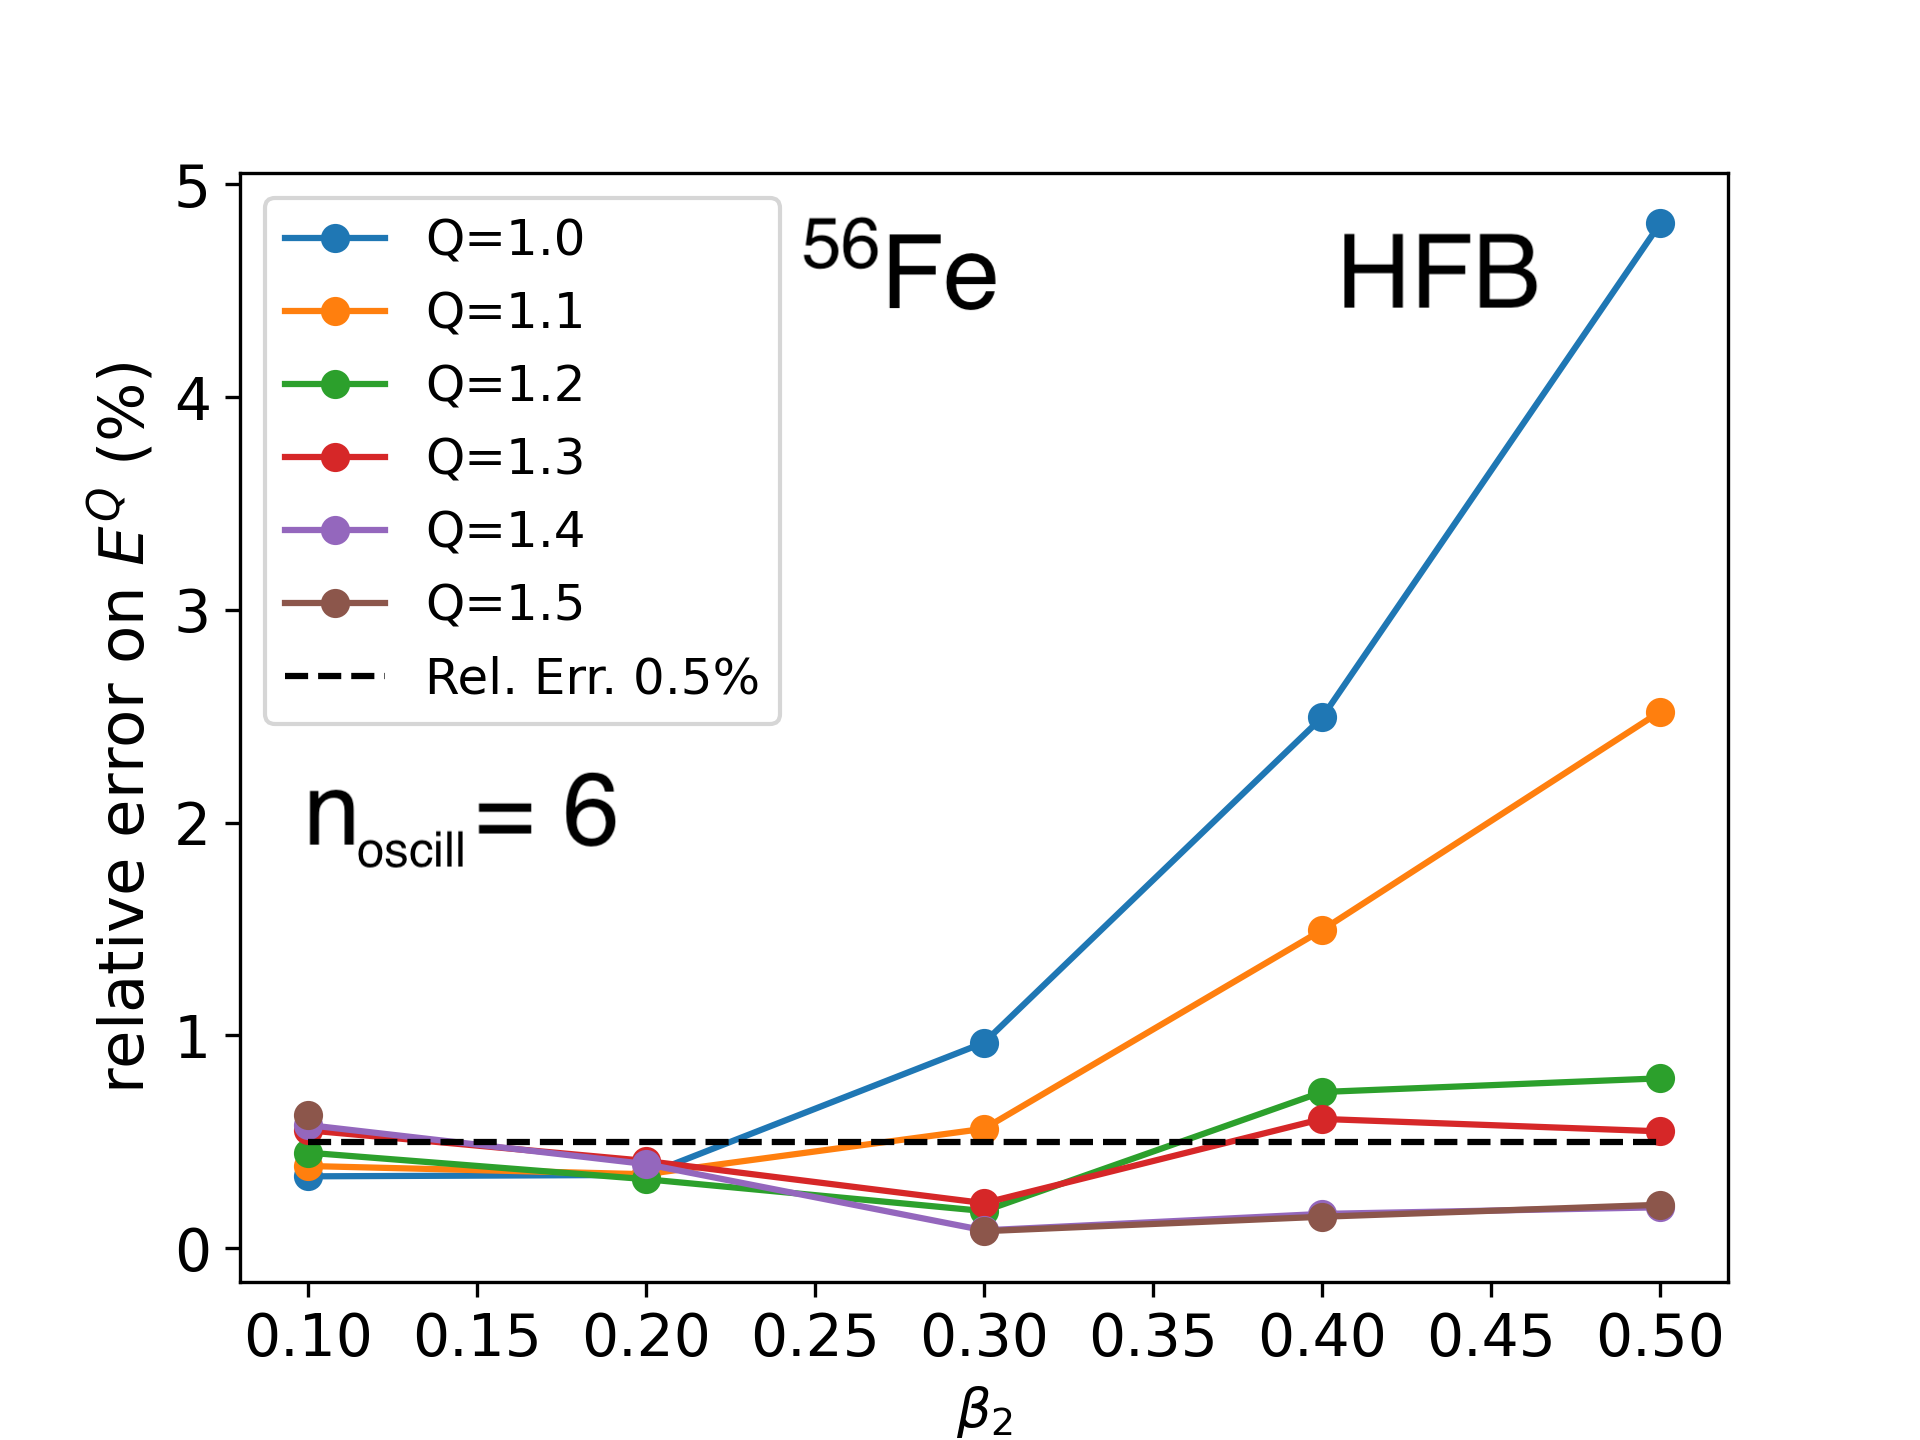 5
4
3
2
1
0
relative error on E^Q (%)
Q=1.0
Q=1.1
Q=1.2
Q=1.3
Q=1.4
Q=1.5
Rel. Err. 0.5%
⁵⁶Fe
HFB
n_oscill = 6
0.10 0.15 0.20 0.25 0.30 0.35 0.40 0.45 0.50
β₂